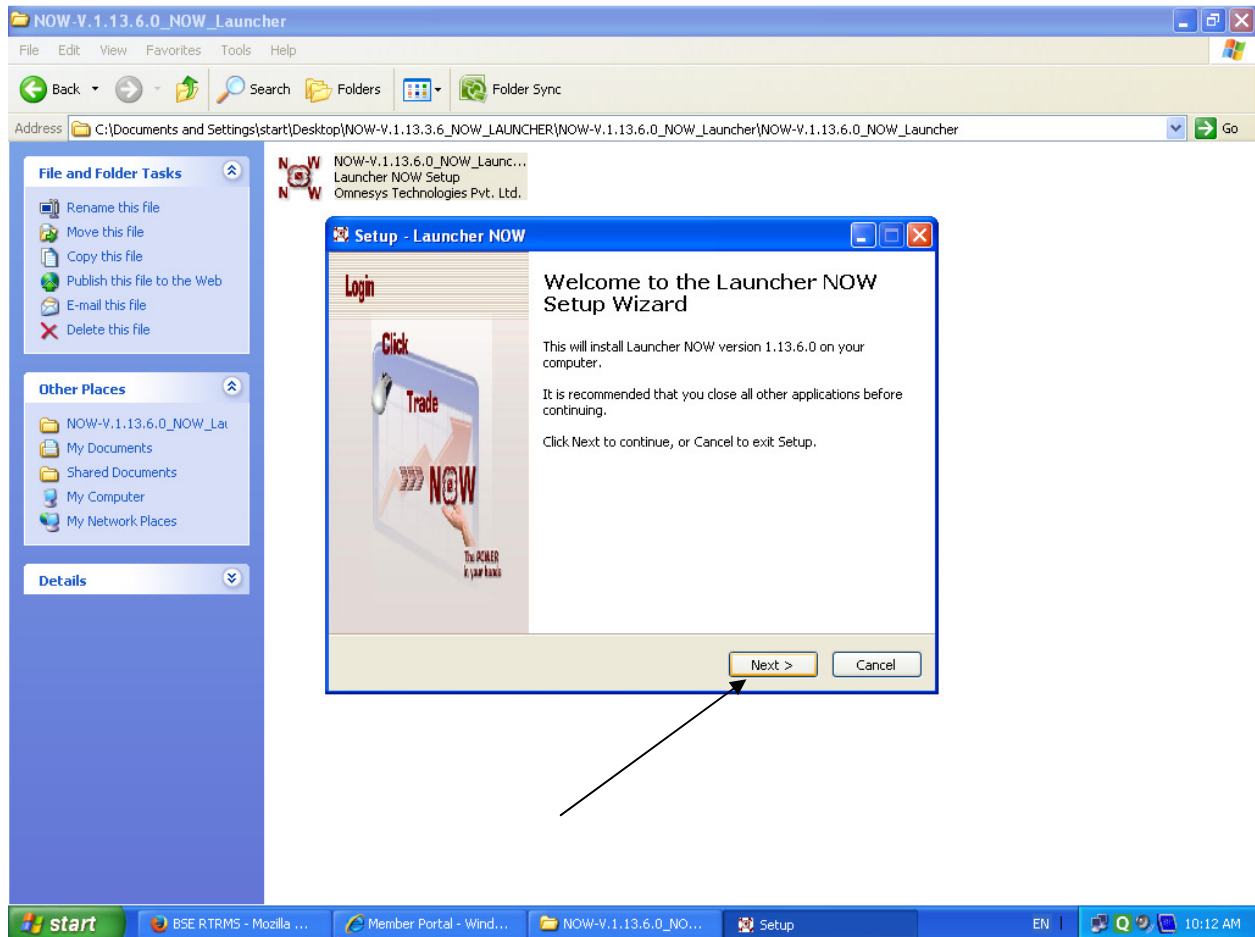 NOW-V.1.13.6.0_NOW_Launcher
File Edit View Favorites Tools Help
Back Search Folders Folder Sync
Address C:\Documents and Settings\start\Desktop\NOW-V.1.13.3.6_NOW_LAUNCHER\NOW-V.1.13.6.0_NOW_Launcher\NOW-V.1.13.6.0_NOW_Launcher Go
File and Folder Tasks
Rename this file
Move this file
Copy this file
Publish this file to the Web
E-mail this file
Delete this file
Other Places
NOW-V.1.13.6.0_NOW_Lau
My Documents
Shared Documents
My Computer
My Network Places
Details
N W
N W
NOW-V.1.13.6.0_NOW_Launc...
Launcher NOW Setup
Omnesys Technologies Pvt. Ltd.
Setup - Launcher NOW
Login
Click
Trade
NOW
The POWER
in your hands
Welcome to the Launcher NOW
Setup Wizard
This will install Launcher NOW version 1.13.6.0 on your
computer.
It is recommended that you close all other applications before
continuing.
Click Next to continue, or Cancel to exit Setup.
Next > Cancel
start BSE RTRMS - Mozilla ... Member Portal - Wind... NOW-V.1.13.6.0_NO... Setup EN Q 10:12 AM